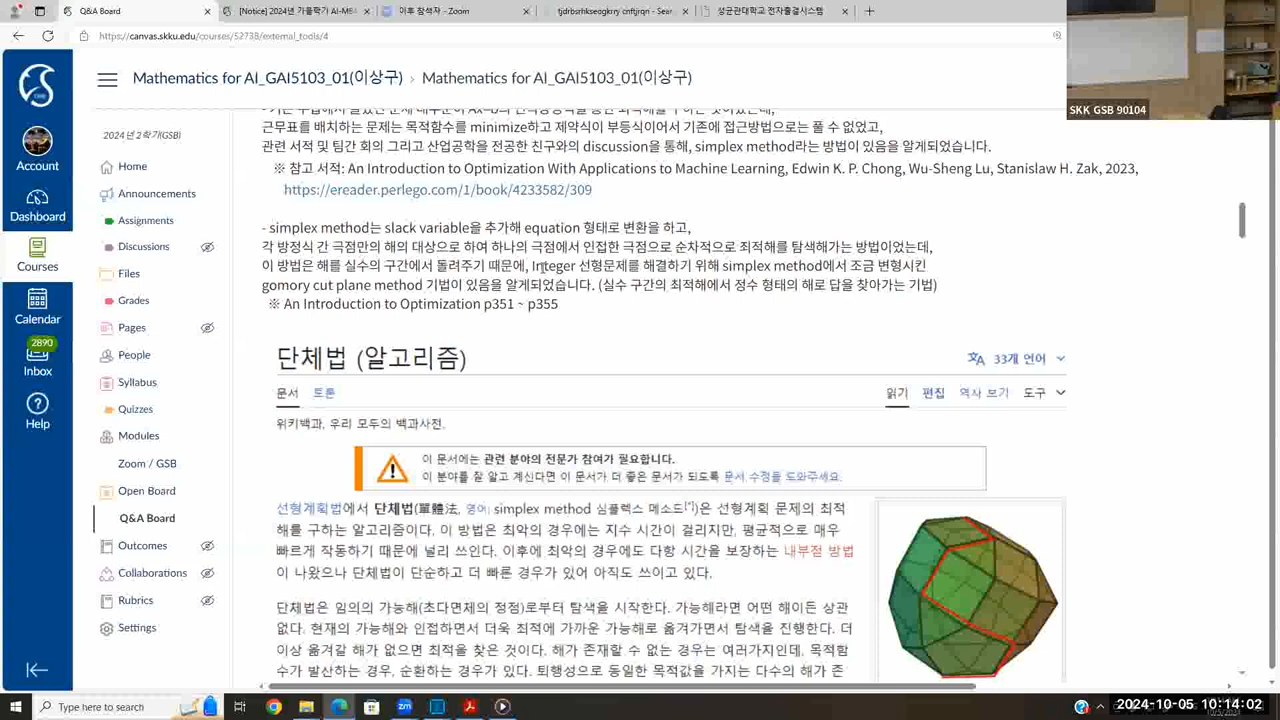 Q&A Board
[Notice] 2024년 가을학기 AI-MBA
이후 참석자 - Zoom
tjdrbsrhkseogkrry cnftjrqn - Sear
성균관대학교 전자출결시스템
https://canvas.skku.edu/courses/52738/external_tools/4
SKK GSB 90104
Mathematics for AI_GAI5103_01(이상구) › Mathematics for AI_GAI5103_01(이상구)
Account
Dashboard
Courses
Calendar
2890
Inbox
Help
2024년 2학기(GSB)
Home
Announcements
Assignments
Discussions
Files
Grades
Pages
People
Syllabus
Quizzes
Modules
Zoom / GSB
Open Board
Q&A Board
Outcomes
Collaborations
Rubrics
Settings
근무표를 배치하는 문제는 목적함수를 minimize하고 제약식이 부등식이어서 기존에 접근방법으로는 풀 수 없었고,
관련 서적 및 팀간 회의 그리고 산업공학을 전공한 친구와의 discussion을 통해, simplex method라는 방법이 있음을 알게되었습니다.
※ 참고 서적: An Introduction to Optimization With Applications to Machine Learning, Edwin K. P. Chong, Wu-Sheng Lu, Stanislaw H. Zak, 2023,
https://ereader.perlego.com/1/book/4233582/309
- simplex method는 slack variable을 추가해 equation 형태로 변환을 하고,
각 방정식 간 극점만의 해의 대상으로 하여 하나의 극점에서 인접한 극점으로 순차적으로 최적해를 탐색해가는 방법이었는데,
이 방법은 해를 실수의 구간에서 돌려주기 때문에, Integer 선형문제를 해결하기 위해 simplex method에서 조금 변형시킨
gomory cut plane method 기법이 있음을 알게되었습니다. (실수 구간의 최적해에서 정수 형태의 해로 답을 찾아가는 기법)
※ An Introduction to Optimization p351 ~ p355
단체법 (알고리즘)
33개 언어
문서 토론
읽기 편집 역사 보기 도구
위키백과, 우리 모두의 백과사전.
이 문서에는 관련 분야의 전문가 참여가 필요합니다.
이 분야를 잘 알고 계신다면 이 문서가 더 좋은 문서가 되도록 문서 수정을 도와주세요.
선형계획법에서 단체법(單體法, 영어: simplex method 심플렉스 메소드[*])은 선형계획 문제의 최적
해를 구하는 알고리즘이다. 이 방법은 최악의 경우에는 지수 시간이 걸리지만, 평균적으로 매우
빠르게 작동하기 때문에 널리 쓰인다. 이후에 최악의 경우에도 다항 시간을 보장하는 내부점 방법
이 나왔으나 단체법이 단순하고 더 빠른 경우가 있어 아직도 쓰이고 있다.
단체법은 임의의 가능해(초다면체의 정점)로부터 탐색을 시작한다. 가능해라면 어떤 해이든 상관
없다. 현재의 가능해와 인접하면서 더욱 최적에 가까운 가능해로 옮겨가면서 탐색을 진행한다. 더
이상 옮겨갈 해가 없으면 최적을 찾은 것이다. 해가 존재할 수 없는 경우는 여러가지인데, 목적함
수가 발산하는 경우, 순환하는 경우가 있다. 퇴행성으로 동일한 목적값을 가지는 다수의 해가 존
Type here to search
2024-10-05 10:14:02